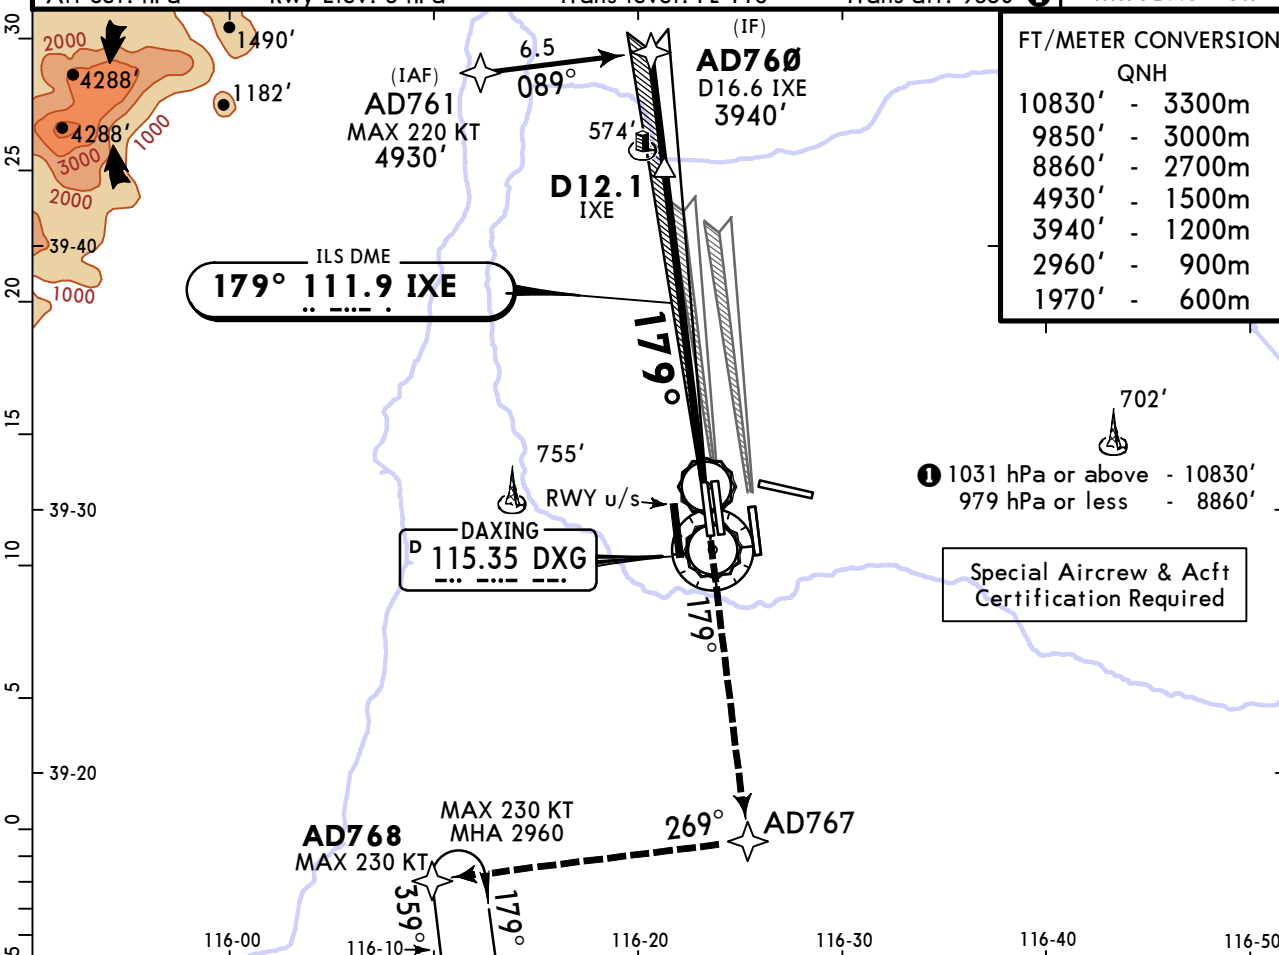 Trans level: FL 118
(IF)
AD760
D16.6 IXE
3940'
6.5
089°
(IAF)
AD761
MAX 220 KT
4930'
574'
D12.1
IXE
2000
4288'
4288'
1490'
1182'
1000
3000
2000
1000
FT/METER CONVERSION
QNH
10830' - 3300m
9850' - 3000m
8860' - 2700m
4930' - 1500m
3940' - 1200m
2960' - 900m
1970' - 600m
30
25
20
15
10
5
0
5
39-40
39-30
39-20
ILS DME
179° 111.9 IXE
179°
702'
755'
RWY u/s
1 1031 hPa or above - 10830'
979 hPa or less - 8860'
DAXING
D 115.35 DXG
Special Aircrew & Acft
Certification Required
179°
MAX 230 KT
MHA 2960
AD768
MAX 230 KT
269°
AD767
359°
179°
116-00
116-10
116-20
116-30
116-40
116-50